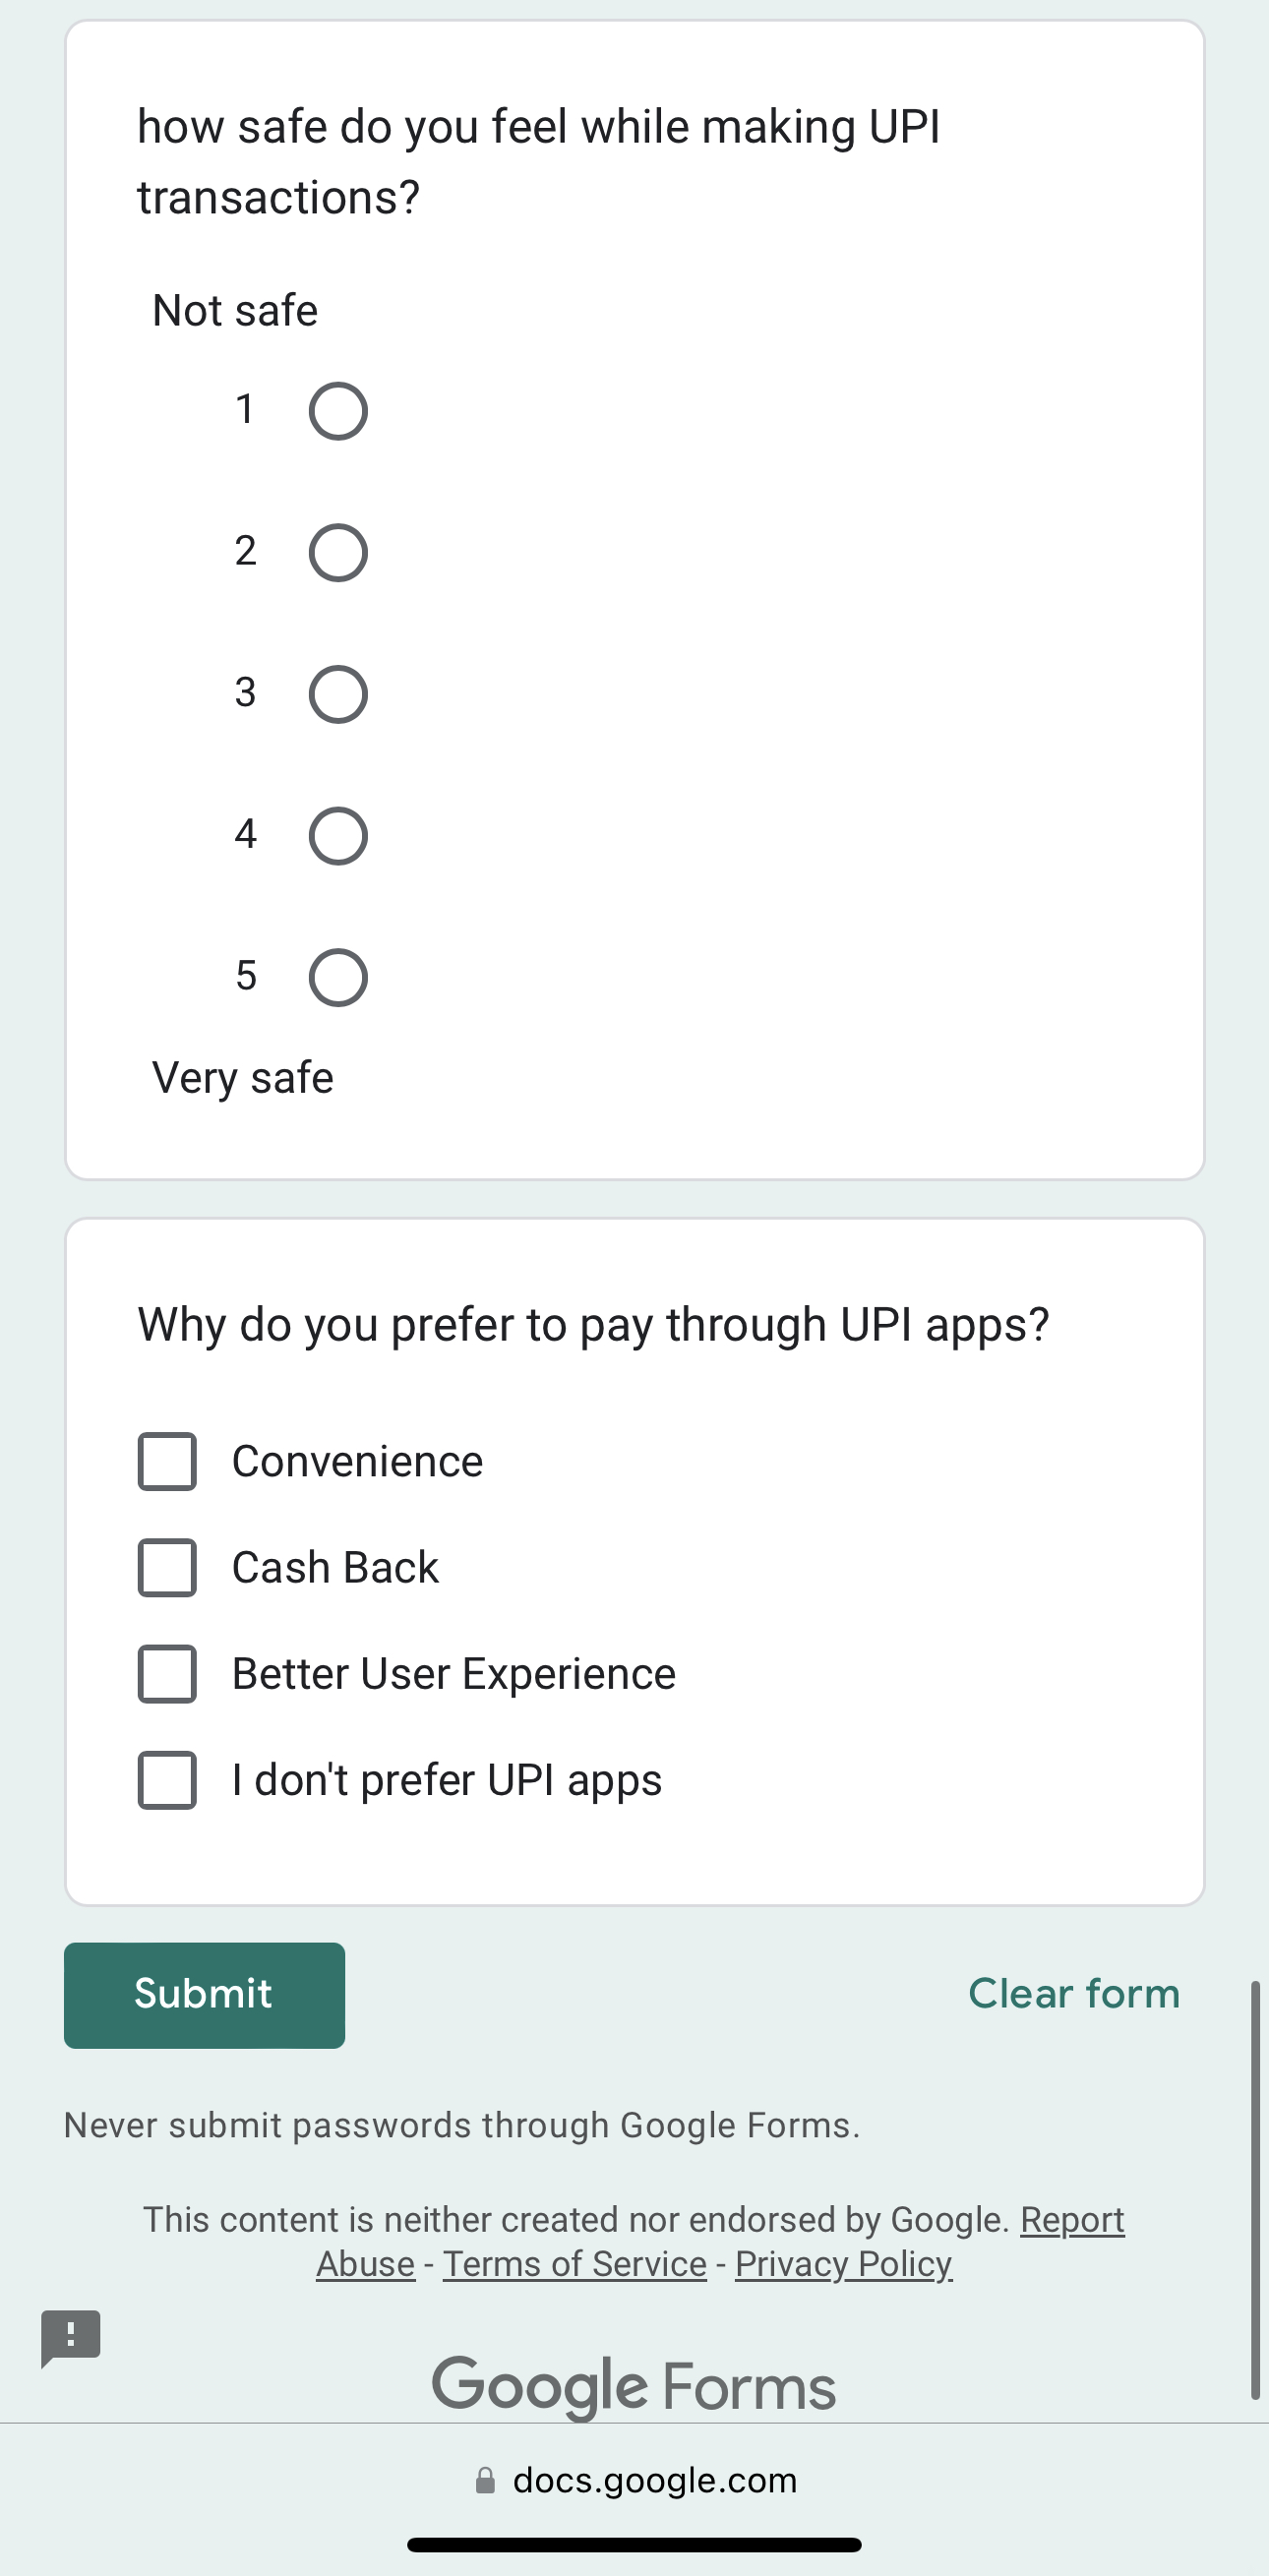 how safe do you feel while making UPI
transactions?
Not safe
1
2
3
4
5
Very safe
Why do you prefer to pay through UPI apps?
Convenience
Cash Back
Better User Experience
I don't prefer UPI apps
Submit
Clear form
Never submit passwords through Google Forms.
This content is neither created nor endorsed by Google. Report
Abuse - Terms of Service - Privacy Policy
Google Forms
docs.google.com